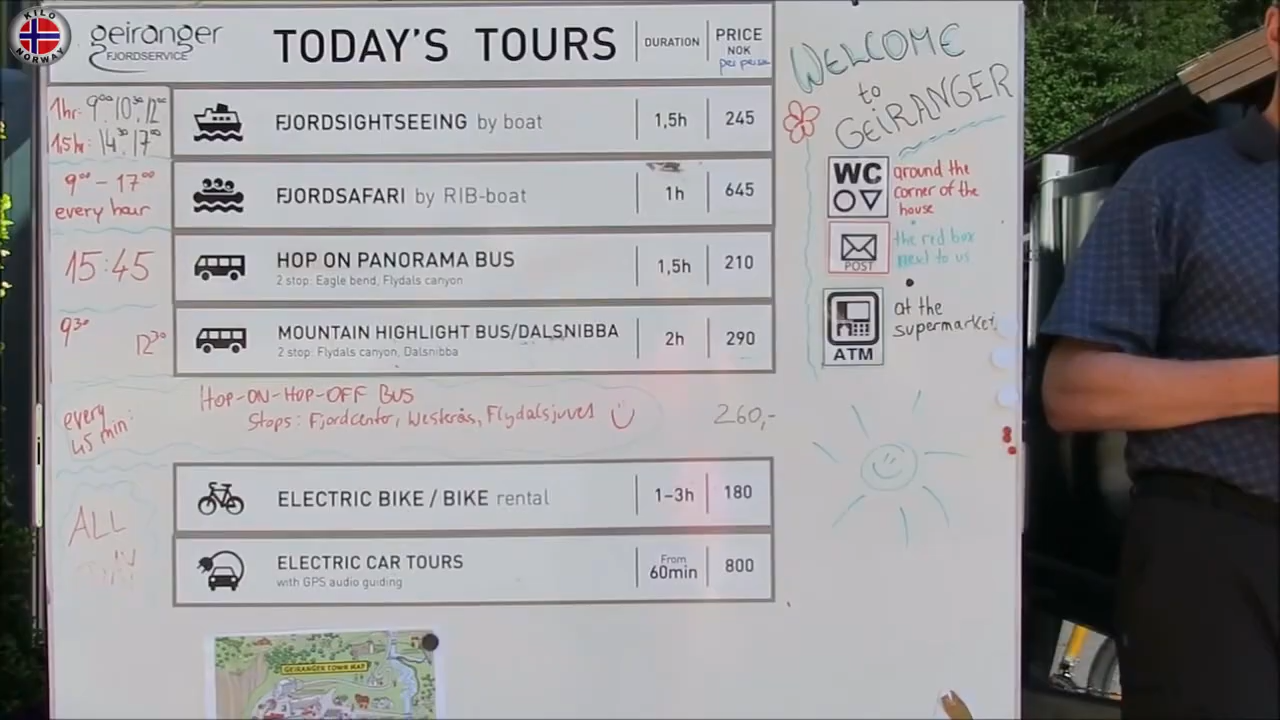 KILO
NORWAY
geiranger
FJORDSERVICE
TODAY'S TOURS
DURATION
PRICE
NOK
per person
1hr: 9⁰⁰ 10³⁰ 12⁰⁰
1,5hr: 14³⁰ 17⁰⁰
FJORDSIGHTSEEING by boat
1,5h
245
9⁰⁰ - 17⁰⁰
every hour
FJORDSAFARI by RIB-boat
1h
645
15:45
HOP ON PANORAMA BUS
2 stop: Eagle bend, Flydals canyon
1,5h
210
9³⁰
12³⁰
MOUNTAIN HIGHLIGHT BUS/DALSNIBBA
2 stop: Flydals canyon, Dalsnibba
2h
290
every
45 min:
HOP-ON-HOP-OFF BUS
Stops: Fjordcenter, Westerås, Flydalsjuvet
260,-
ALL
ELECTRIC BIKE / BIKE rental
1-3h
180
ELECTRIC CAR TOURS
with GPS audio guiding
From
60min
800
GEIRANGER TOWN MAP
WELCOME
to
GEIRANGER
WC
around the
corner of the
house
POST
the red box
next to us
ATM
at the
supermarket